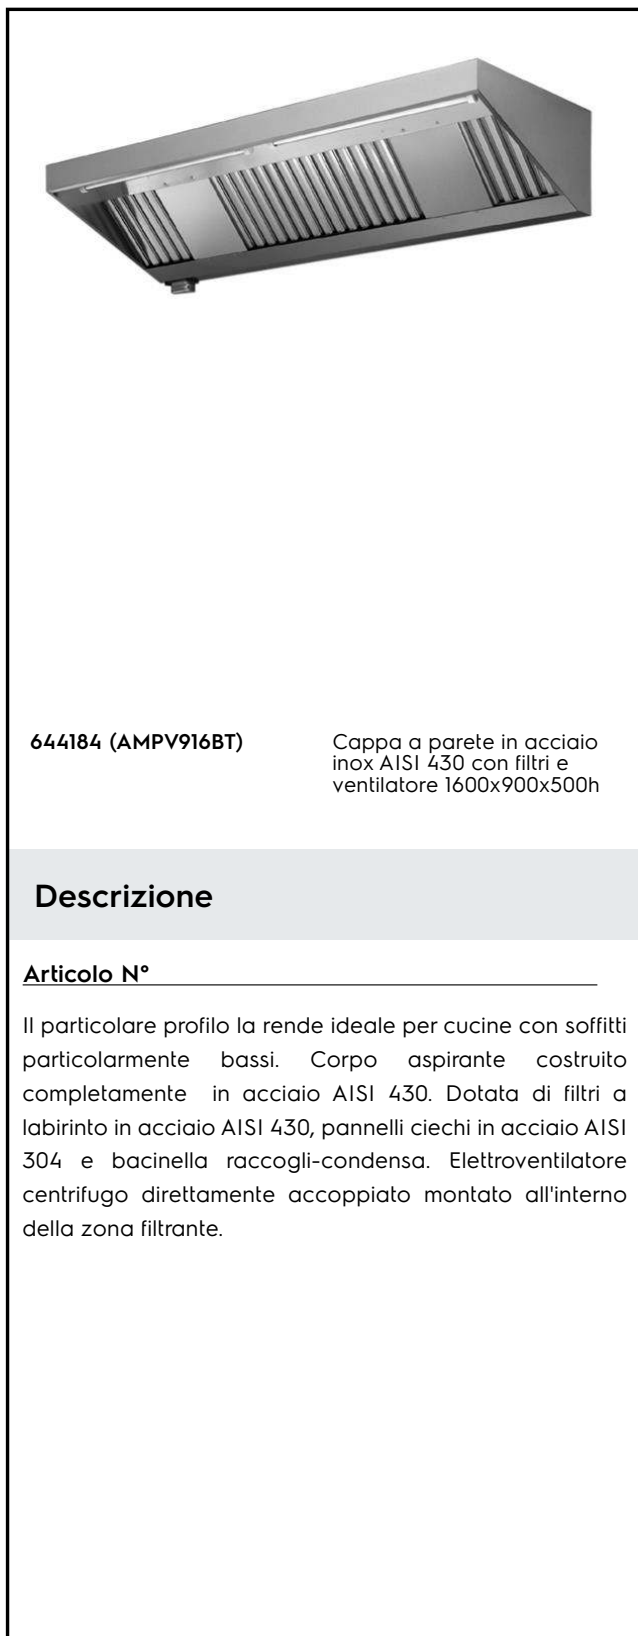 644184 (AMPV916BT)
Cappa a parete in acciaio
inox AISI 430 con filtri e
ventilatore 1600x900x500h
Descrizione
Articolo N°
Il particolare profilo la rende ideale per cucine con soffitti
particolarmente bassi. Corpo aspirante costruito
completamente in acciaio AISI 430. Dotata di filtri a
labirinto in acciaio AISI 430, pannelli ciechi in acciaio AISI
304 e bacinella raccogli-condensa. Elettroventilatore
centrifugo direttamente accoppiato montato all'interno
della zona filtrante.